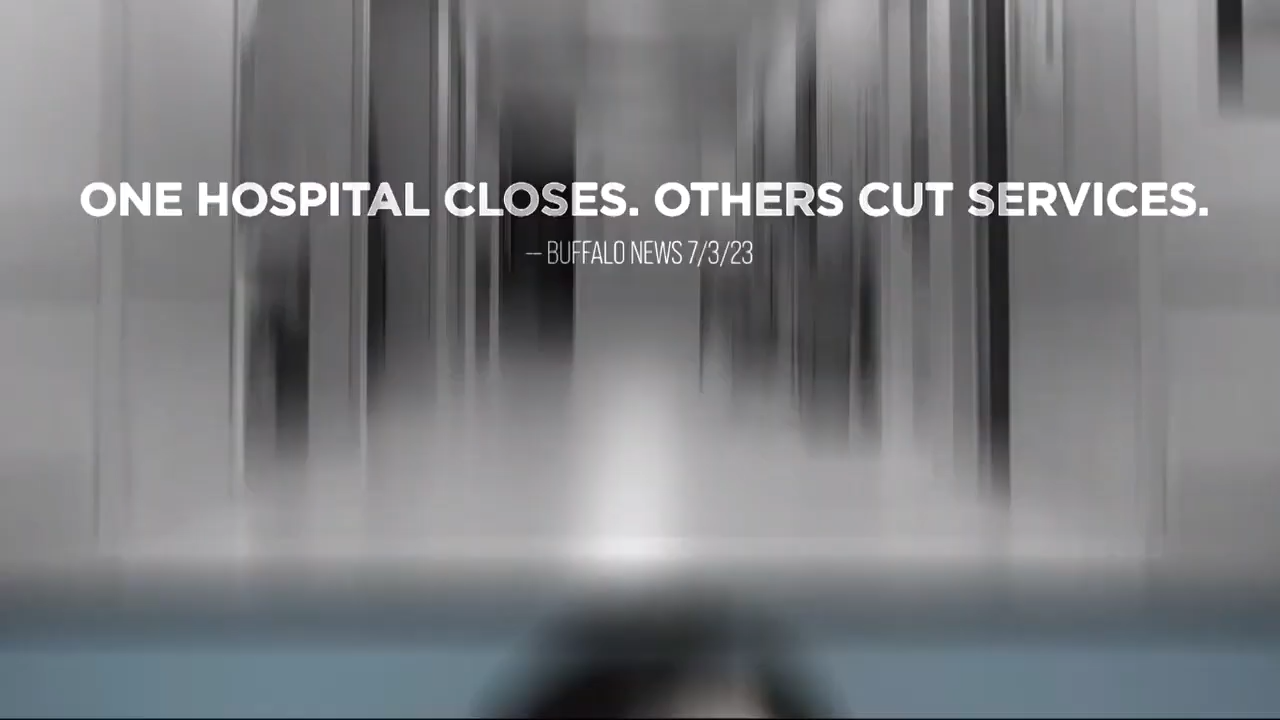 ONE HOSPITAL CLOSES. OTHERS CUT SERVICES.
— BUFFALO NEWS 7/3/23